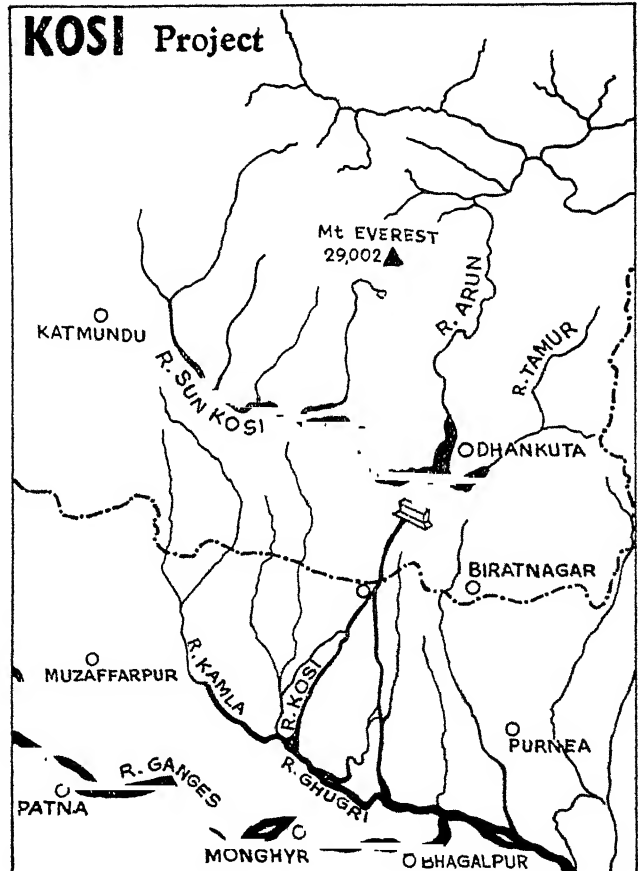 KOSI Project
Mt EVEREST
29,002
R. ARUN
KATMUNDU
R. TAMUR
R. SUN KOSI
DHANKUTA
BIRATNAGAR
R. KAMLA
R. KOSI
MUZAFFARPUR
PURNEA
R. GANGES
R. GHUGRI
PATNA
MONGHYR
BHAGALPUR